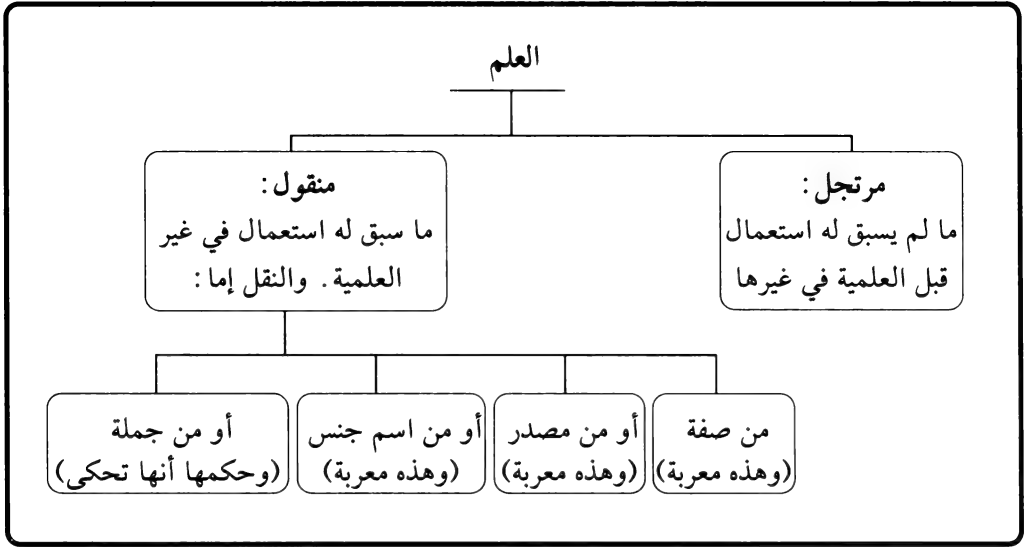 العلم
مرتجل:
ما لم يسبق له استعمال
قبل العلمية في غيرها
منقول:
ما سبق له استعمال في غير
العلمية. والنقل إما:
من صفة
(وهذه معربة)
أو من مصدر
(وهذه معربة)
أو من اسم جنس
(وهذه معربة)
أو من جملة
(وحكمها أنها تحكى)